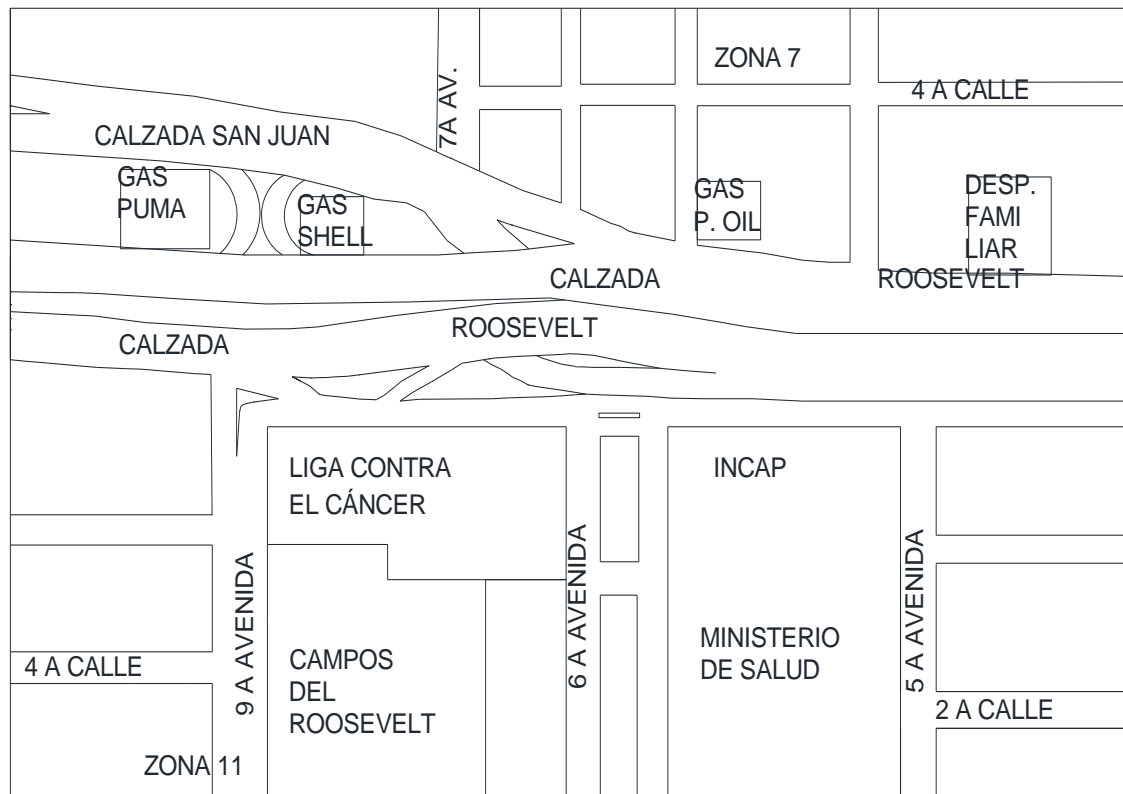 ZONA 7
4 A CALLE
7A AV.
CALZADA SAN JUAN
GAS
PUMA
GAS
SHELL
GAS
P. OIL
DESP.
FAMI
LIAR
CALZADA
ROOSEVELT
ROOSEVELT
CALZADA
LIGA CONTRA
EL CÁNCER
INCAP
9 A AVENIDA
6 A AVENIDA
5 A AVENIDA
4 A CALLE
CAMPOS
DEL
ROOSEVELT
MINISTERIO
DE SALUD
2 A CALLE
ZONA 11